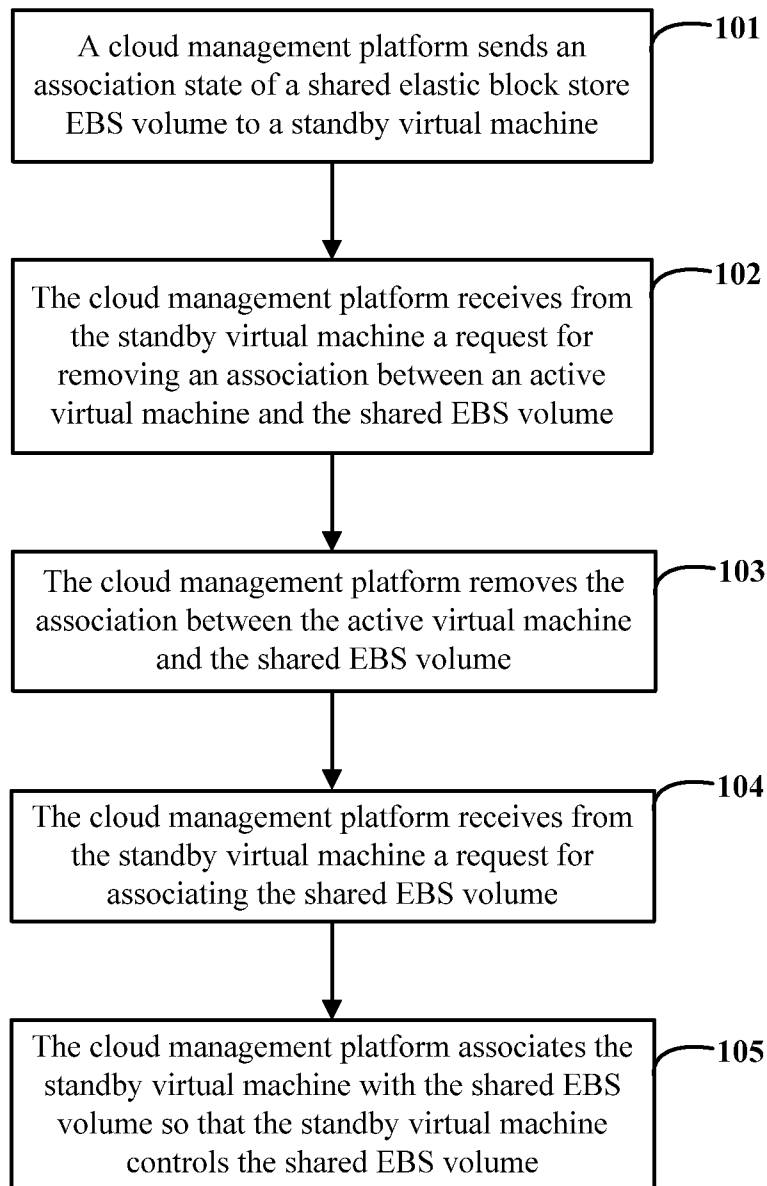 A cloud management platform sends an
association state of a shared elastic block store
EBS volume to a standby virtual machine
101
The cloud management platform receives from
the standby virtual machine a request for
removing an association between an active
virtual machine and the shared EBS volume
102
The cloud management platform removes the
association between the active virtual machine
and the shared EBS volume
103
The cloud management platform receives from
the standby virtual machine a request for
associating the shared EBS volume
104
The cloud management platform associates the
standby virtual machine with the shared EBS
volume so that the standby virtual machine
controls the shared EBS volume
105